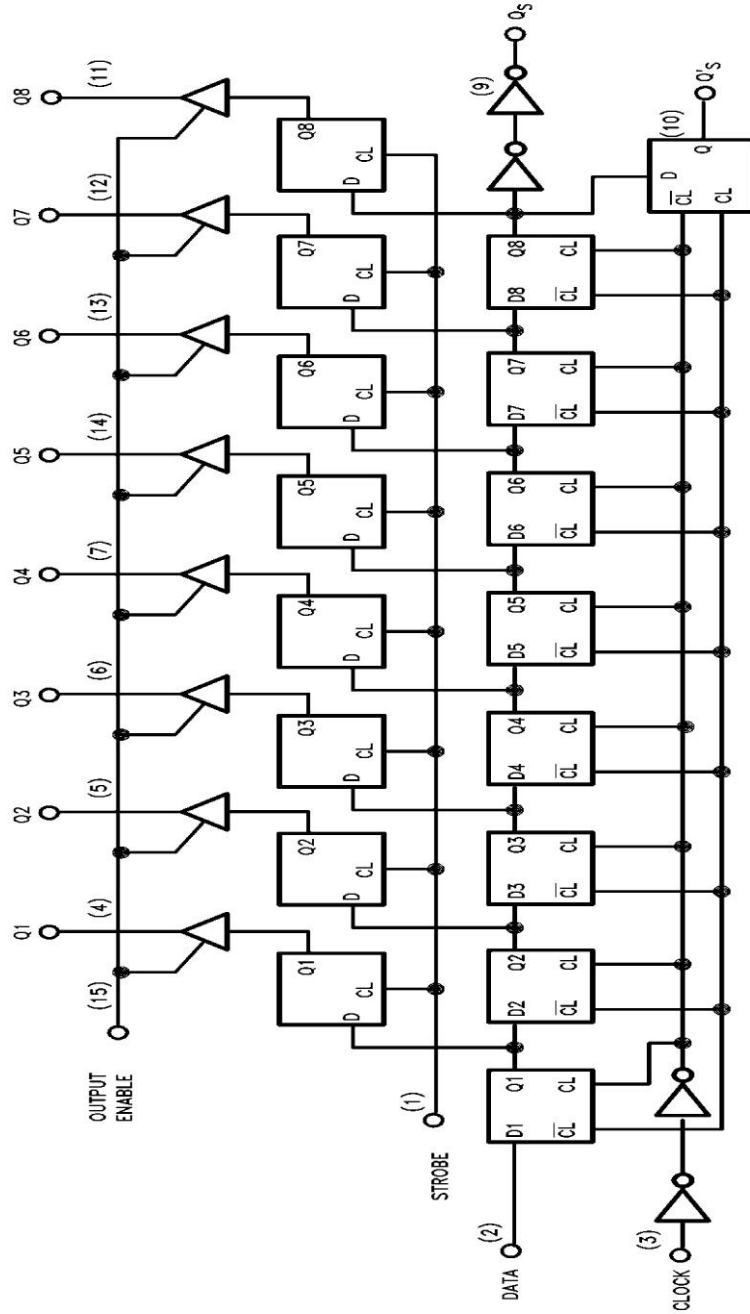 Q1 Q2 Q3 Q4 Q5 Q6 Q7 Q8
(15) (4) (5) (6) (7) (14) (13) (12) (11)
OUTPUT
ENABLE
Q1 Q2 Q3 Q4 Q5 Q6 Q7 Q8
D CL D CL D CL D CL D CL D CL D CL D CL
(1)
STROBE
(9)
QS
(2)
DATA
D1 Q1 D2 Q2 D3 Q3 D4 Q4 D5 Q5 D6 Q6 D7 Q7 D8 Q8
CL CL CL CL CL CL CL CL CL CL CL CL CL CL CL CL
(10)
D
CL Q
CL
Q'S
(3)
CLOCK